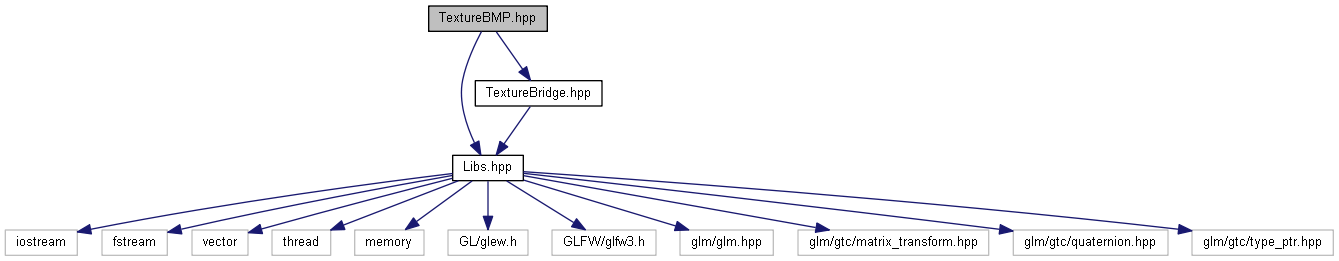 TextureBMP.hpp
TextureBridge.hpp
Libs.hpp
iostream
fstream
vector
thread
memory
GL/glew.h
GLFW/glfw3.h
glm/glm.hpp
glm/gtc/matrix_transform.hpp
glm/gtc/quaternion.hpp
glm/gtc/type_ptr.hpp